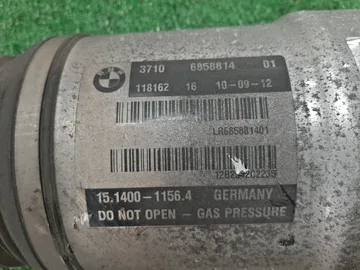 BMW
3710 6858814 01
118162 16 10-09-12
LR685881401
15.1400-1156.4 GERMANY
DO NOT OPEN - GAS PRESSURE